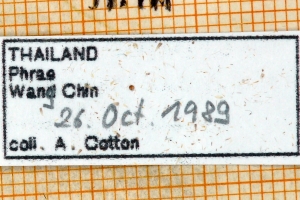 THAILAND
Phrae
Wang Chin
26. Oct. 1989
coll. A. Cotton